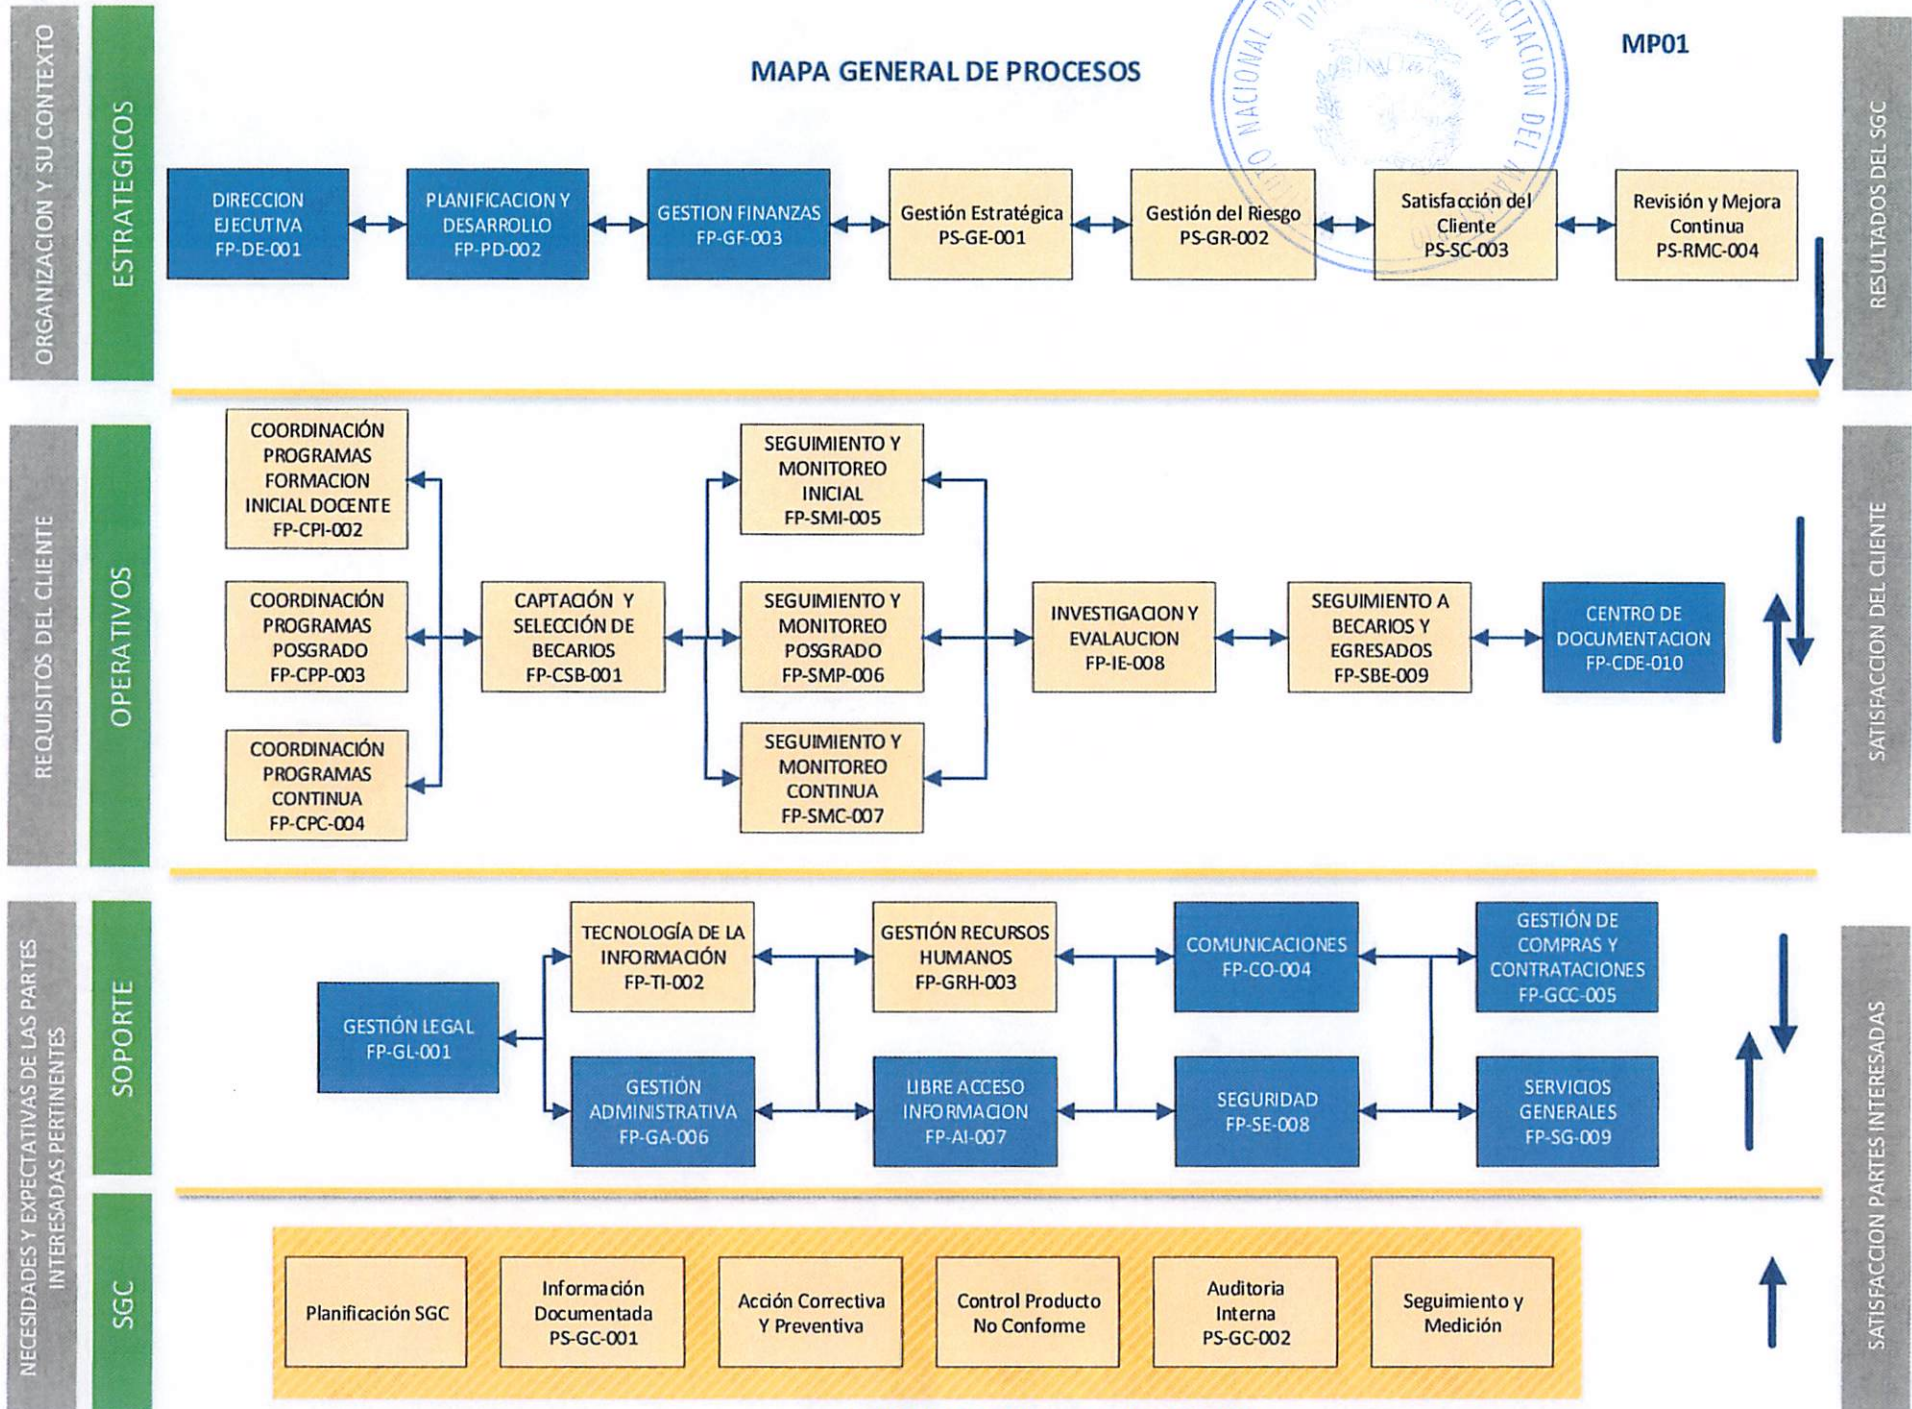 MP01
MAPA GENERAL DE PROCESOS
ORGANIZACION Y SU CONTEXTO
ESTRATEGICOS
RESULTADOS DEL SGC
NACIONAL DE
CITACION DEL
DIRECCION
EJECUTIVA
FP-DE-001
PLANIFICACION Y
DESARROLLO
FP-PD-002
GESTION FINANZAS
FP-GF-003
Gestión Estratégica
PS-GE-001
Gestión del Riesgo
PS-GR-002
Satisfacción del
Cliente
PS-SC-003
Revisión y Mejora
Continua
PS-RMC-004
REQUISITOS DEL CLIENTE
OPERATIVOS
SATISFACCION DEL CLIENTE
COORDINACIÓN
PROGRAMAS
FORMACION
INICIAL DOCENTE
FP-CPI-002
COORDINACIÓN
PROGRAMAS
POSGRADO
FP-CPP-003
COORDINACIÓN
PROGRAMAS
CONTINUA
FP-CPC-004
CAPTACIÓN Y
SELECCIÓN DE
BECARIOS
FP-CSB-001
SEGUIMIENTO Y
MONITOREO
INICIAL
FP-SMI-005
SEGUIMIENTO Y
MONITOREO
POSGRADO
FP-SMP-006
SEGUIMIENTO Y
MONITOREO
CONTINUA
FP-SMC-007
INVESTIGACION Y
EVALAUCION
FP-IE-008
SEGUIMIENTO A
BECARIOS Y
EGRESADOS
FP-SBE-009
CENTRO DE
DOCUMENTACION
FP-CDE-010
NECESIDADES Y EXPECTATIVAS DE LAS PARTES
INTERESADAS PERTINENTES
SOPORTE
SATISFACCION PARTES INTERESADAS
GESTIÓN LEGAL
FP-GL-001
TECNOLOGÍA DE LA
INFORMACIÓN
FP-TI-002
GESTIÓN RECURSOS
HUMANOS
FP-GRH-003
COMUNICACIONES
FP-CO-004
GESTIÓN DE
COMPRAS Y
CONTRATACIONES
FP-GCC-005
GESTIÓN
ADMINISTRATIVA
FP-GA-006
LIBRE ACCESO
INFORMACION
FP-AI-007
SEGURIDAD
FP-SE-008
SERVICIOS
GENERALES
FP-SG-009
SGC
Planificación SGC
Información
Documentada
PS-GC-001
Acción Correctiva
Y Preventiva
Control Producto
No Conforme
Auditoria
Interna
PS-GC-002
Seguimiento y
Medición